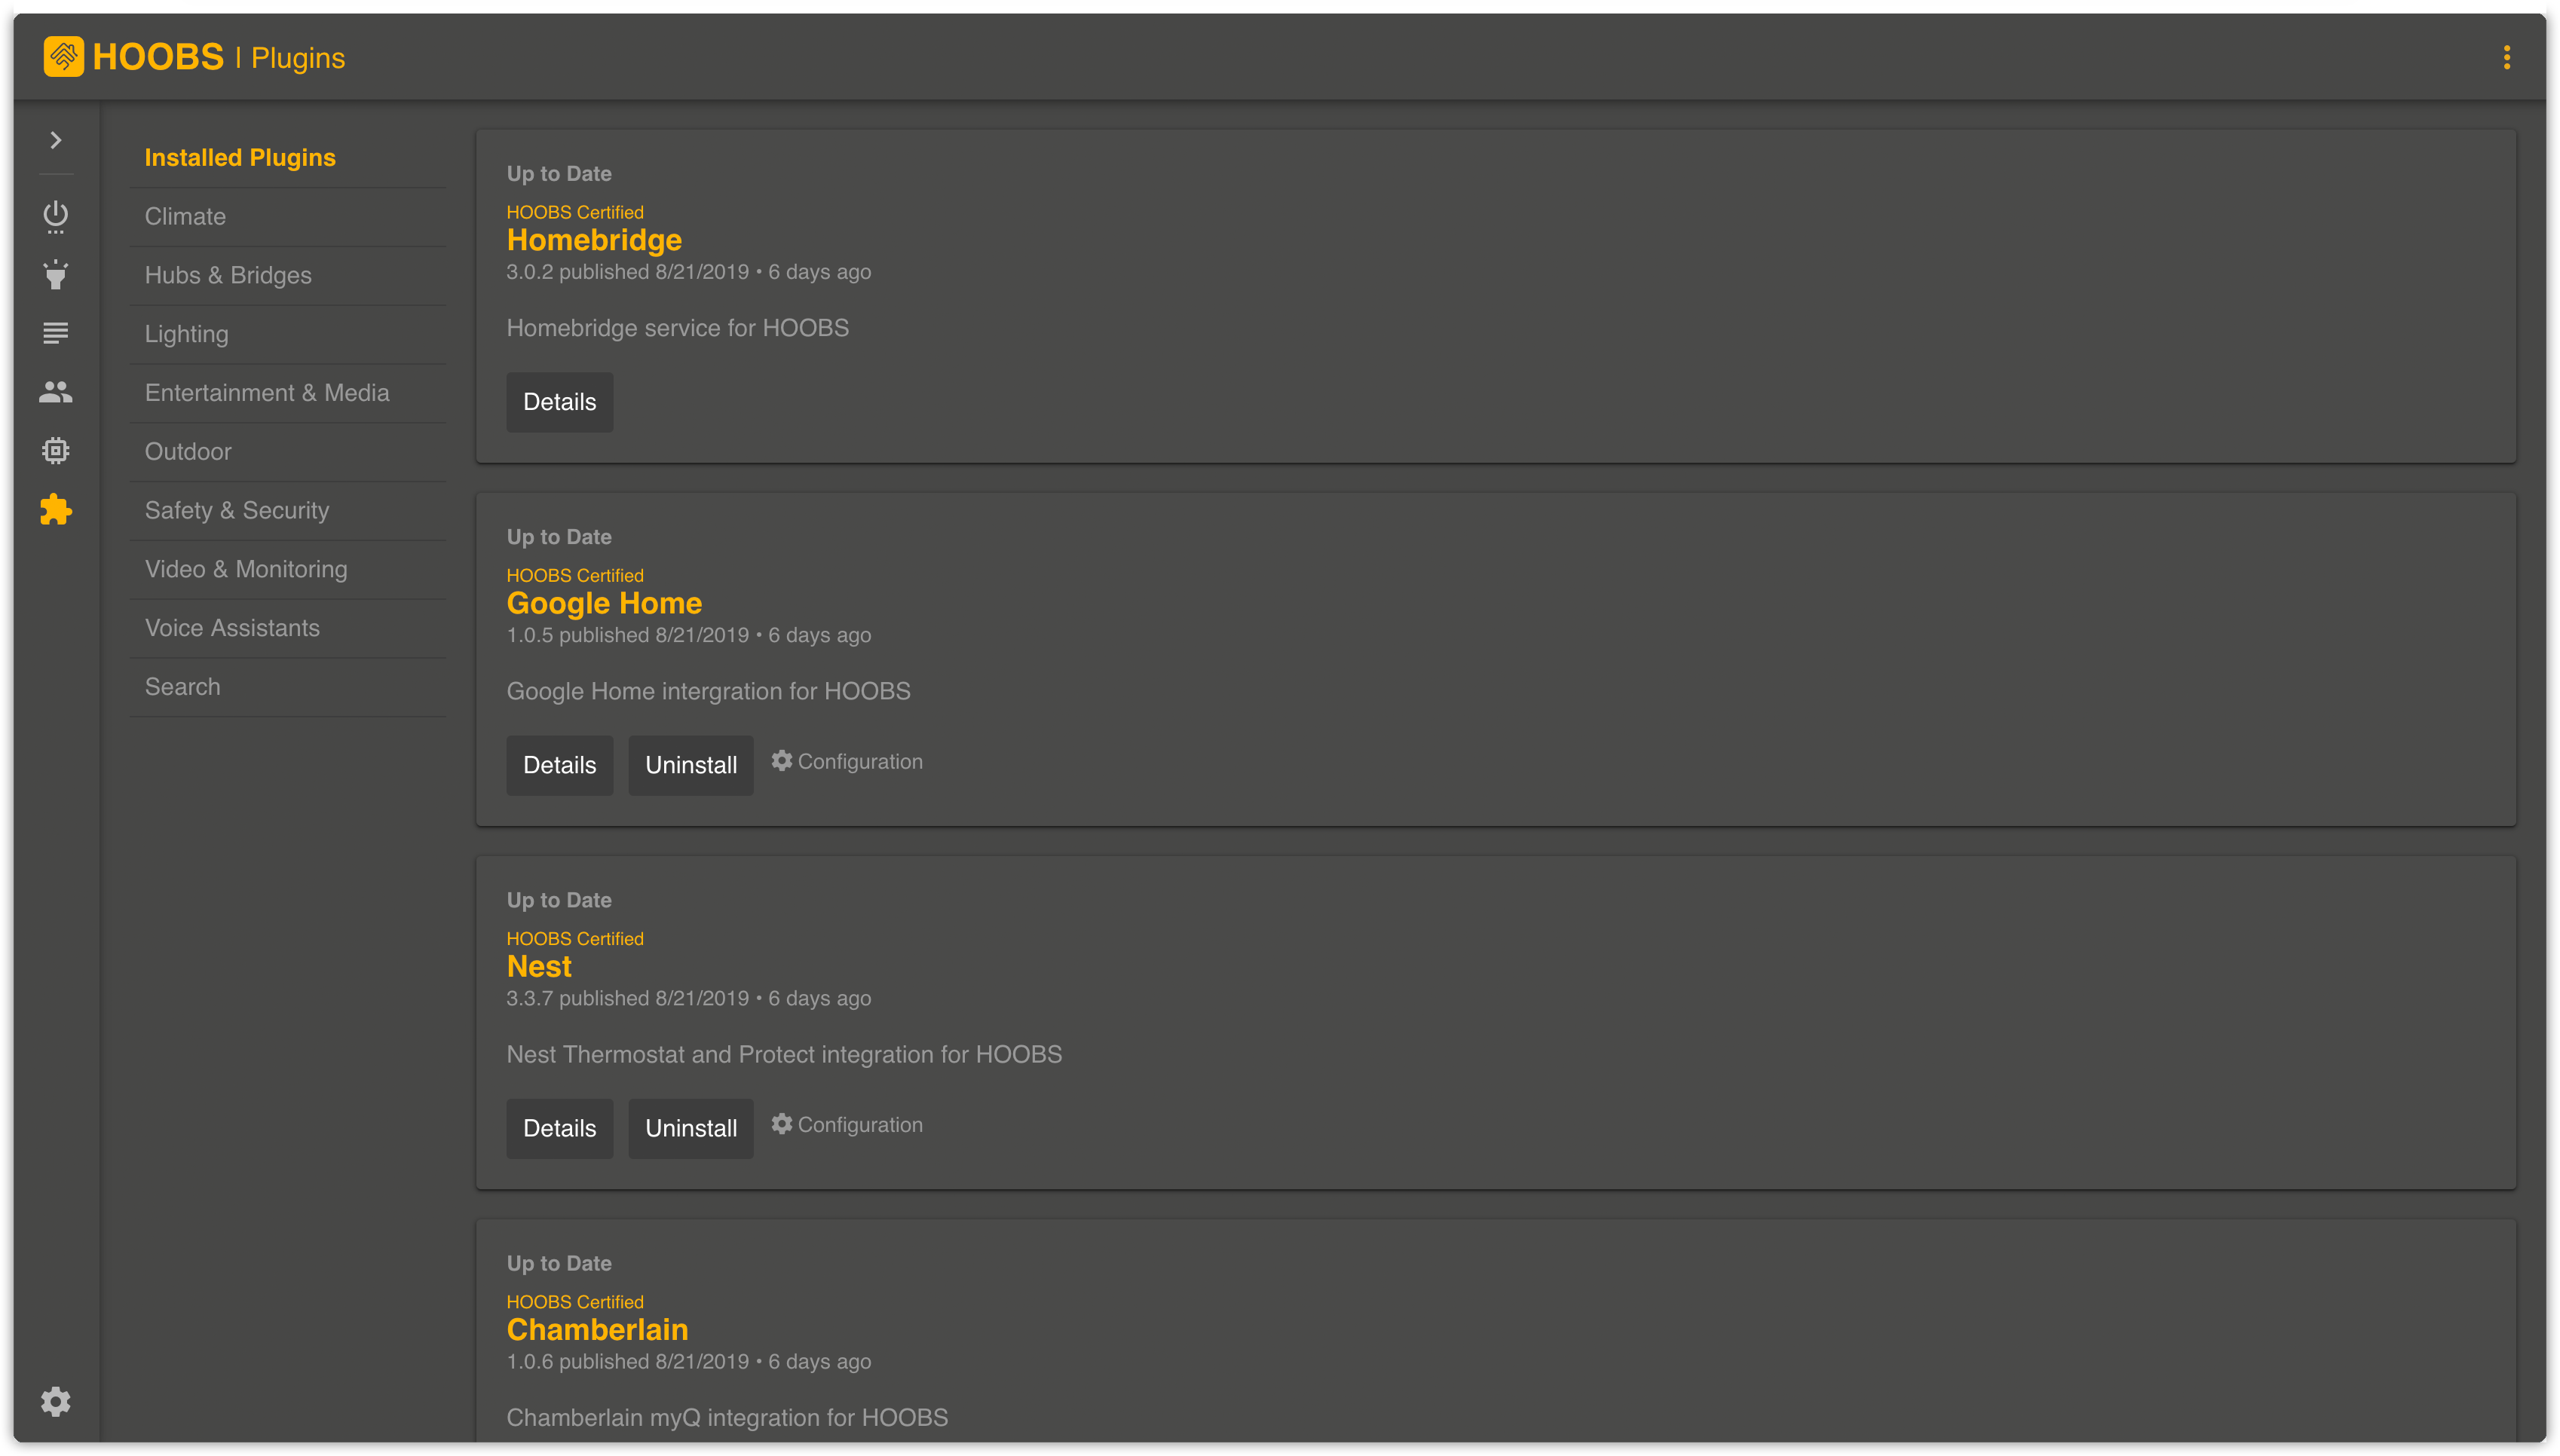 HOOBS | Plugins
Installed Plugins
Climate
Hubs & Bridges
Lighting
Entertainment & Media
Outdoor
Safety & Security
Video & Monitoring
Voice Assistants
Search
Up to Date
HOOBS Certified
Homebridge
3.0.2 published 8/21/2019 • 6 days ago
Homebridge service for HOOBS
Details
Up to Date
HOOBS Certified
Google Home
1.0.5 published 8/21/2019 • 6 days ago
Google Home intergration for HOOBS
Details Uninstall Configuration
Up to Date
HOOBS Certified
Nest
3.3.7 published 8/21/2019 • 6 days ago
Nest Thermostat and Protect integration for HOOBS
Details Uninstall Configuration
Up to Date
HOOBS Certified
Chamberlain
1.0.6 published 8/21/2019 • 6 days ago
Chamberlain myQ integration for HOOBS